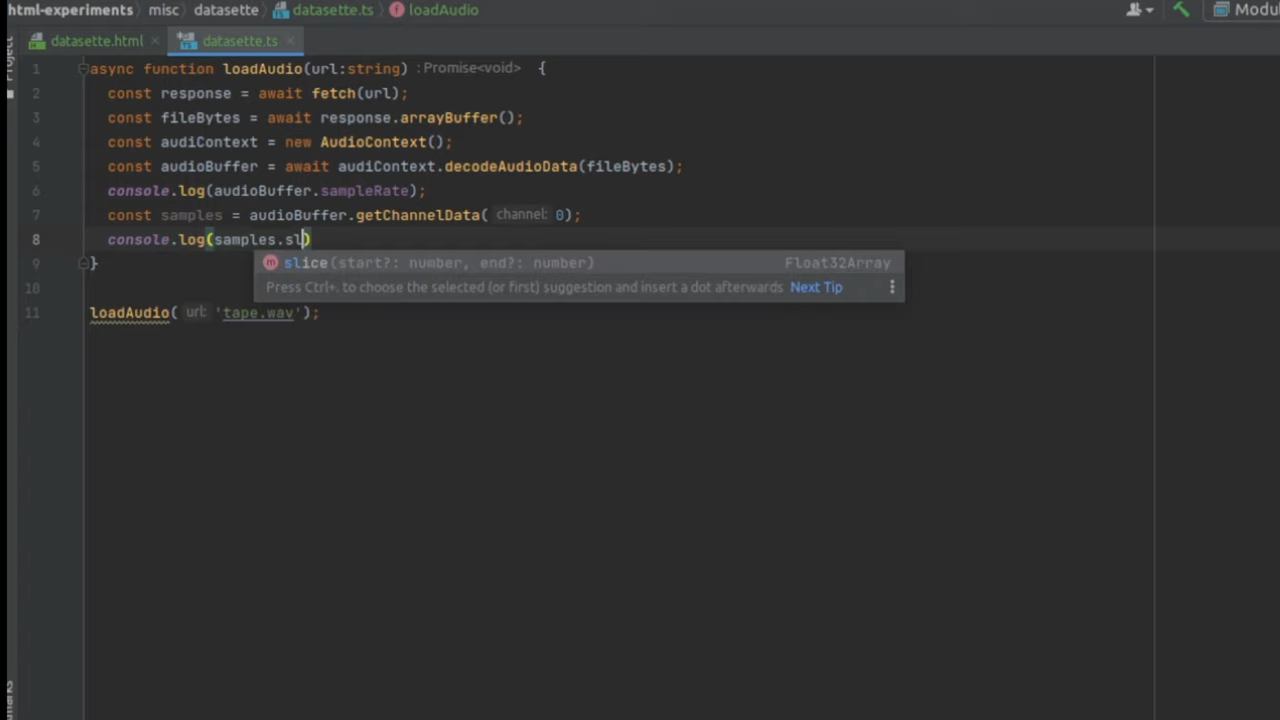 html-experiments misc datasette datasette.ts loadAudio Modul
datasette.html datasette.ts
Project
1 async function loadAudio(url:string) :Promise<void> {
2 const response = await fetch(url);
3 const fileBytes = await response.arrayBuffer();
4 const audiContext = new AudioContext();
5 const audioBuffer = await audiContext.decodeAudioData(fileBytes);
6 console.log(audioBuffer.sampleRate);
7 const samples = audioBuffer.getChannelData( channel: 0);
8 console.log(samples.sl)
slice(start?: number, end?: number) Float32Array
9 }
Press Ctrl+. to choose the selected (or first) suggestion and insert a dot afterwards Next Tip
10
11 loadAudio( url: 'tape.wav');